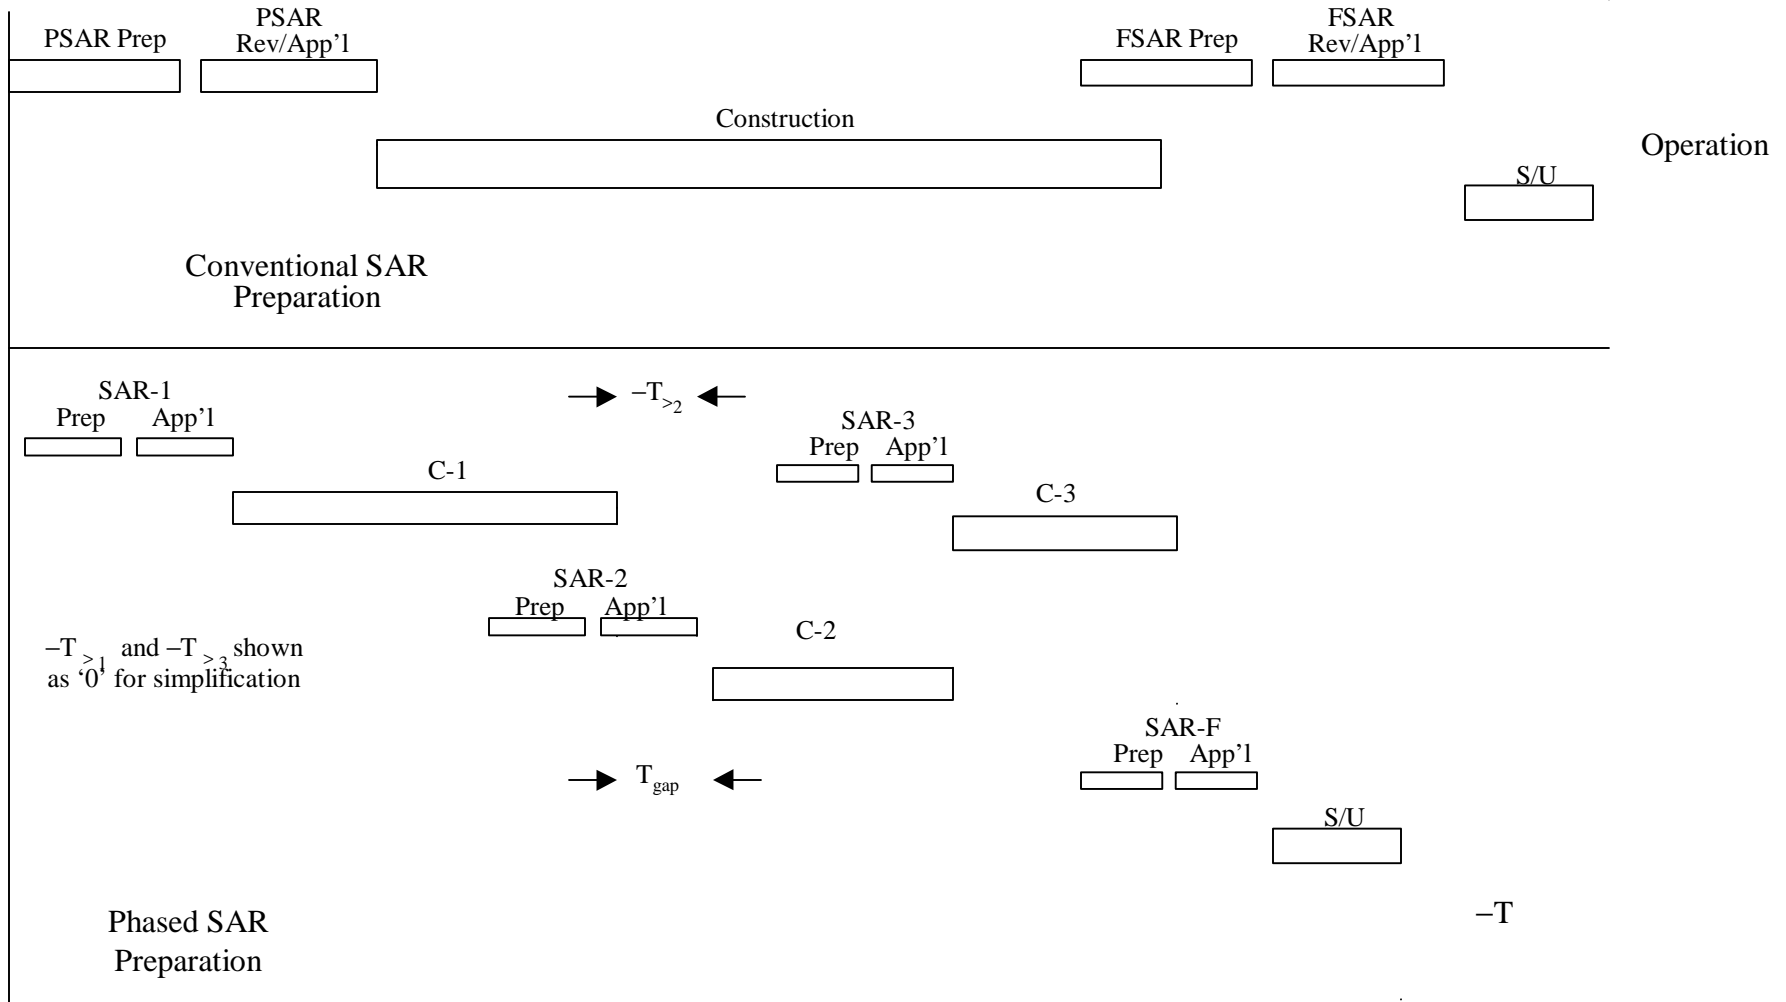 PSAR Prep
PSAR
Rev/App’l
FSAR Prep
FSAR
Rev/App’l
Construction
Operation
S/U
Conventional SAR
Preparation
SAR-1
Prep App’l
–T>2
SAR-3
Prep App’l
C-1
C-3
SAR-2
Prep App’l
C-2
–T>1 and –T>3 shown
as ‘0’ for simplification
SAR-F
Prep App’l
Tgap
S/U
–T
Phased SAR
Preparation